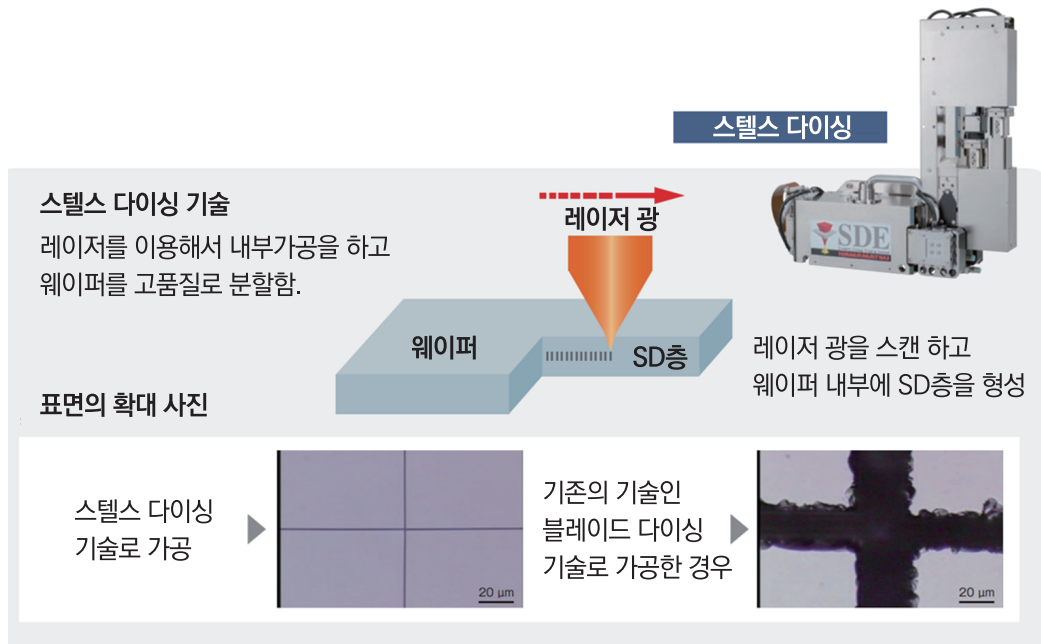 스텔스 다이싱
스텔스 다이싱 기술
레이저를 이용해서 내부가공을 하고
웨이퍼를 고품질로 분할함.
레이저 광
SDE
웨이퍼
SD층
레이저 광을 스캔 하고
웨이퍼 내부에 SD층을 형성
표면의 확대 사진
스텔스 다이싱
기술로 가공
20 μm
기존의 기술인
블레이드 다이싱
기술로 가공한 경우
20 μm